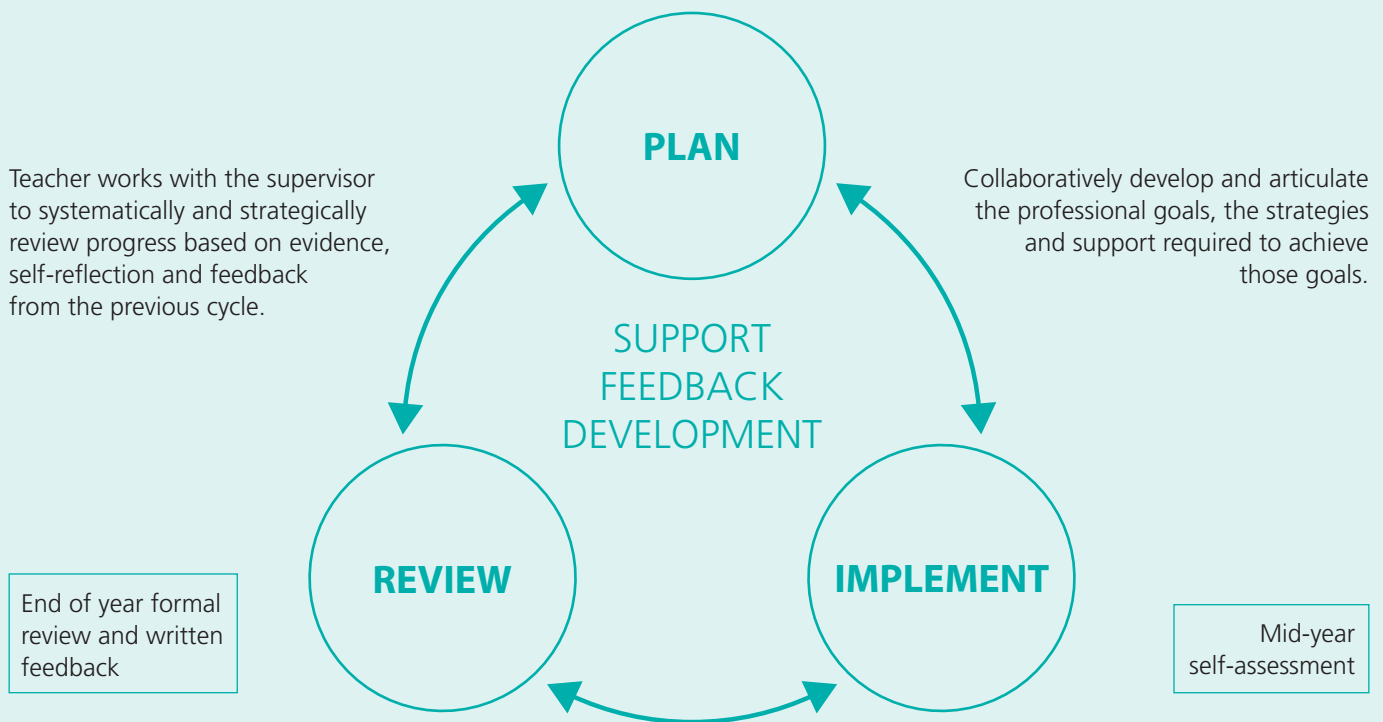 PLAN
Teacher works with the supervisor
to systematically and strategically
review progress based on evidence,
self-reflection and feedback
from the previous cycle.
Collaboratively develop and articulate
the professional goals, the strategies
and support required to achieve
those goals.
SUPPORT
FEEDBACK
DEVELOPMENT
REVIEW
IMPLEMENT
End of year formal
review and written
feedback
Mid-year
self-assessment